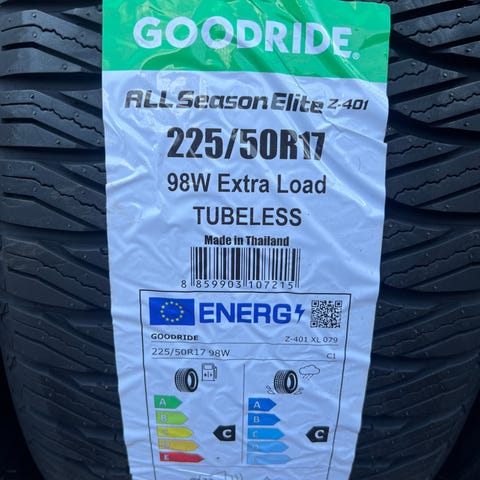 GOODRIDE
ALL Season Elite Z-401
225/50R17
98W Extra Load
TUBELESS
Made in Thailand
8 859903 107215
ENERG
GOODRIDE Z-401 XL 079
225/50R17 98W C1
A A
B B
C C C C
D D
E E